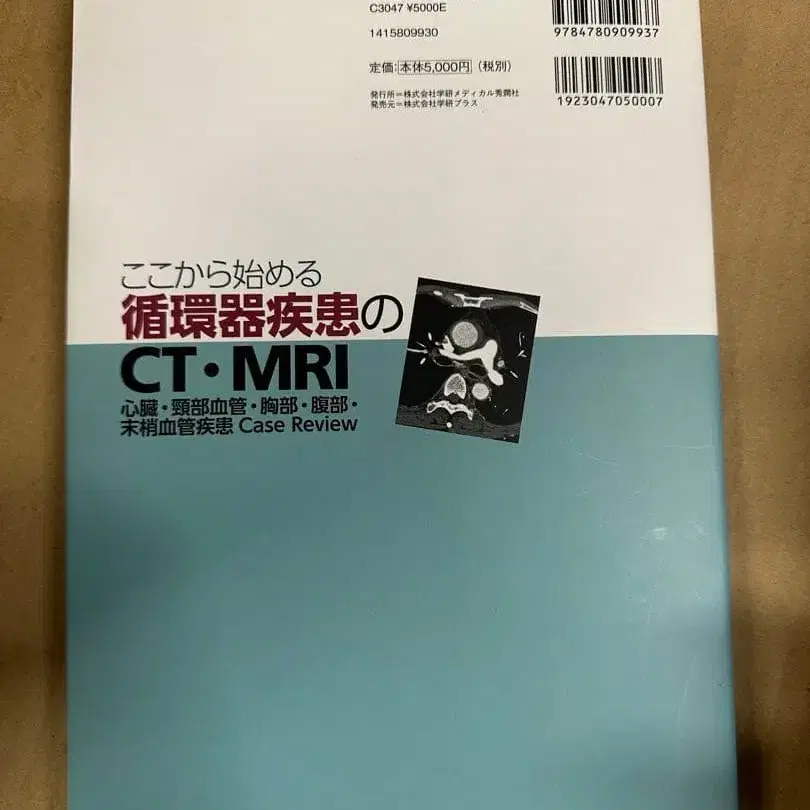 C3047 ¥5000E
9784780909937
1415809930
定価：本体5,000円（税別）
発行所＝株式会社学研メディカル秀潤社
発売元＝株式会社学研プラス
1923047050007
ここから始める
循環器疾患の
CT・MRI
心臓・頸部血管・胸部・腹部・
末梢血管疾患 Case Review